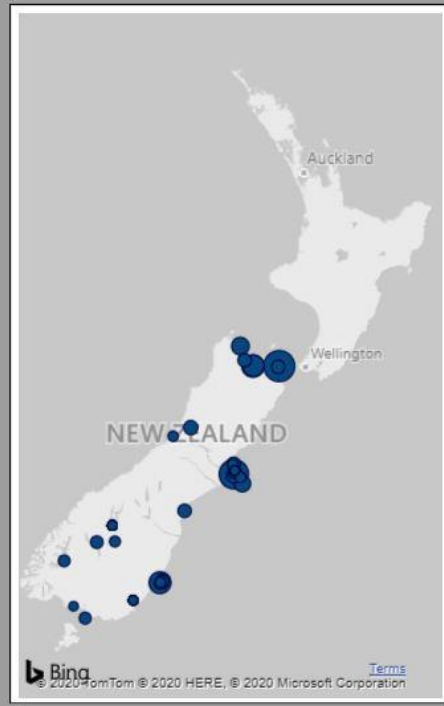 Auckland
Wellington
NEW ZEALAND
Bing
Terms
© 2020 TomTom © 2020 HERE, © 2020 Microsoft Corporation